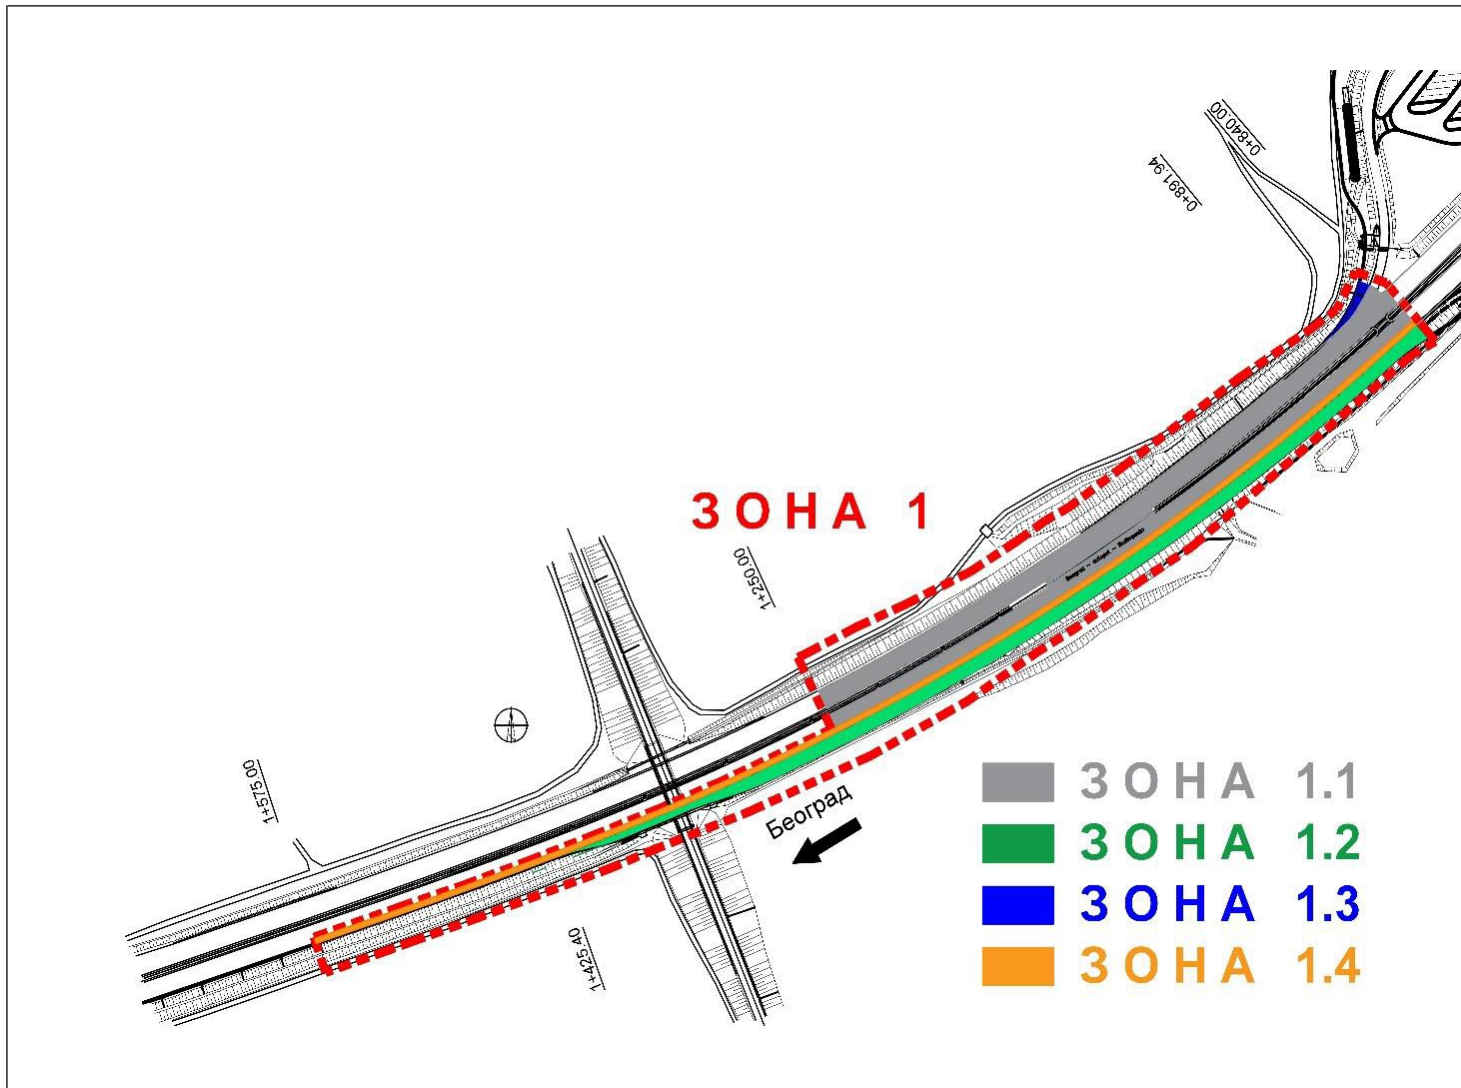 0+840.00
0+891.94
ЗОНА 1
1+250.00
1+575.00
Београд
1+425.40
ЗОНА 1.1
ЗОНА 1.2
ЗОНА 1.3
ЗОНА 1.4